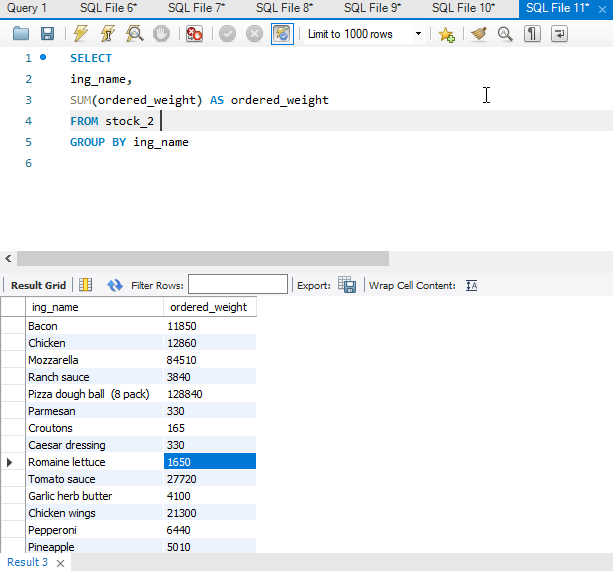 Query 1 SQL File 6* SQL File 7* SQL File 8* SQL File 9* SQL File 10* SQL File 11*
Limit to 1000 rows
1 SELECT
2 ing_name,
3 SUM(ordered_weight) AS ordered_weight
4 FROM stock_2
5 GROUP BY ing_name
6
Result Grid Filter Rows: Export: Wrap Cell Content:
ing_name ordered_weight
Bacon 11850
Chicken 12860
Mozzarella 84510
Ranch sauce 3840
Pizza dough ball (8 pack) 128840
Parmesan 330
Croutons 165
Caesar dressing 330
Romaine lettuce 1650
Tomato sauce 27720
Garlic herb butter 4100
Chicken wings 21300
Pepperoni 6440
Pineapple 5010
Result 3